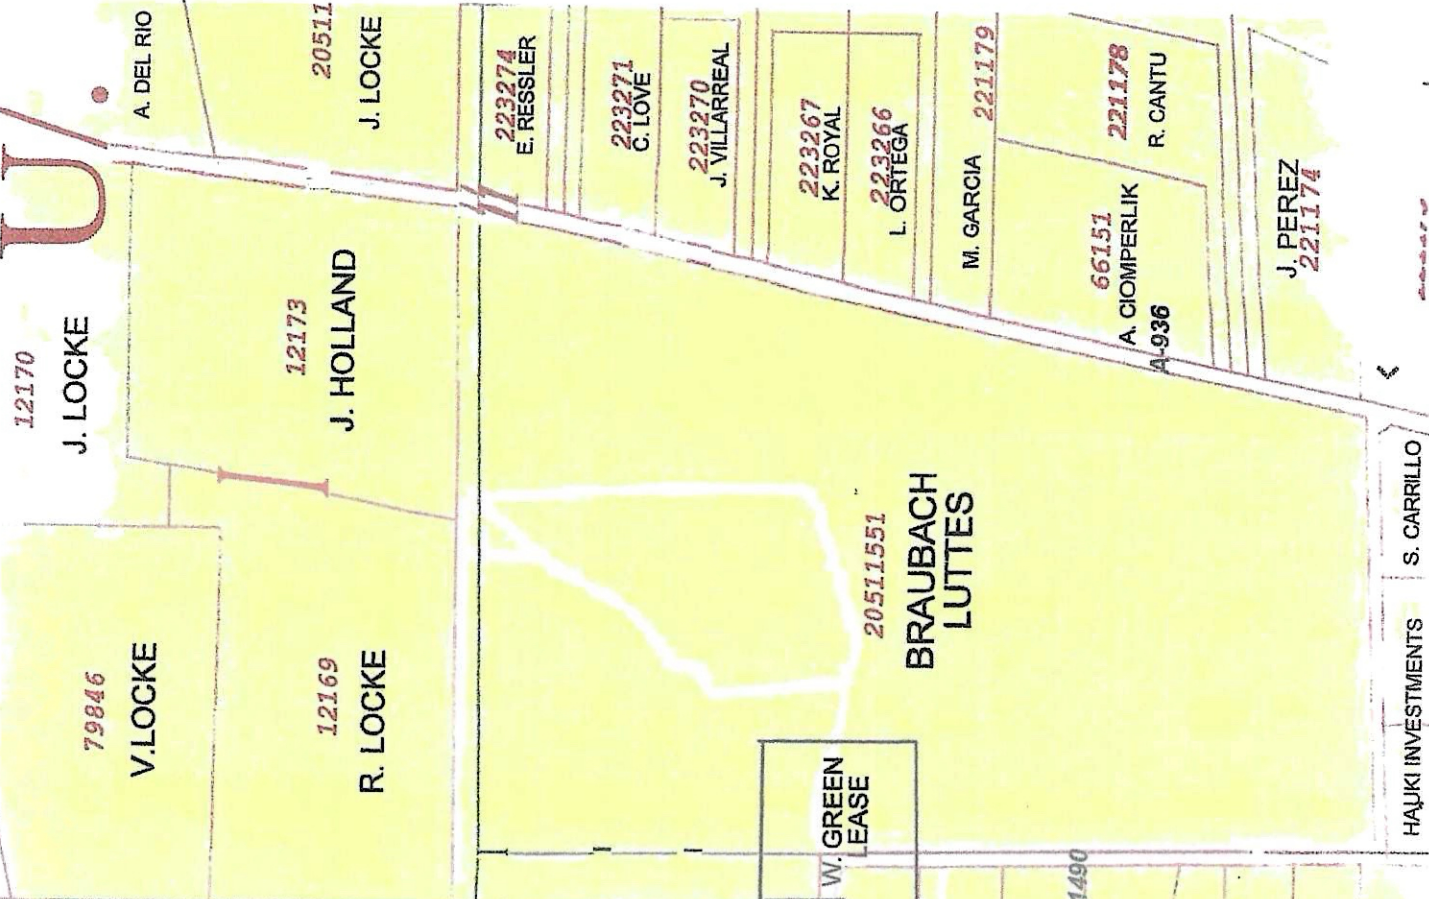 U.
A. DEL RIO
20511
J. LOCKE
223274
E. RESSLER
223271
C. LOVE
223270
J. VILLARREAL
223267
K. ROYAL
223266
L. ORTEGA
221179
M. GARCIA
221178
R. CANTU
66151
A. CIOMPERLIK
A-936
J. PEREZ
221174
12170
J. LOCKE
12173
J. HOLLAND
79846
V.LOCKE
12169
R. LOCKE
20511551
BRAUBACH
LUTTES
W. GREEN
LEASE
S. CARRILLO
HAUKI INVESTMENTS
1490